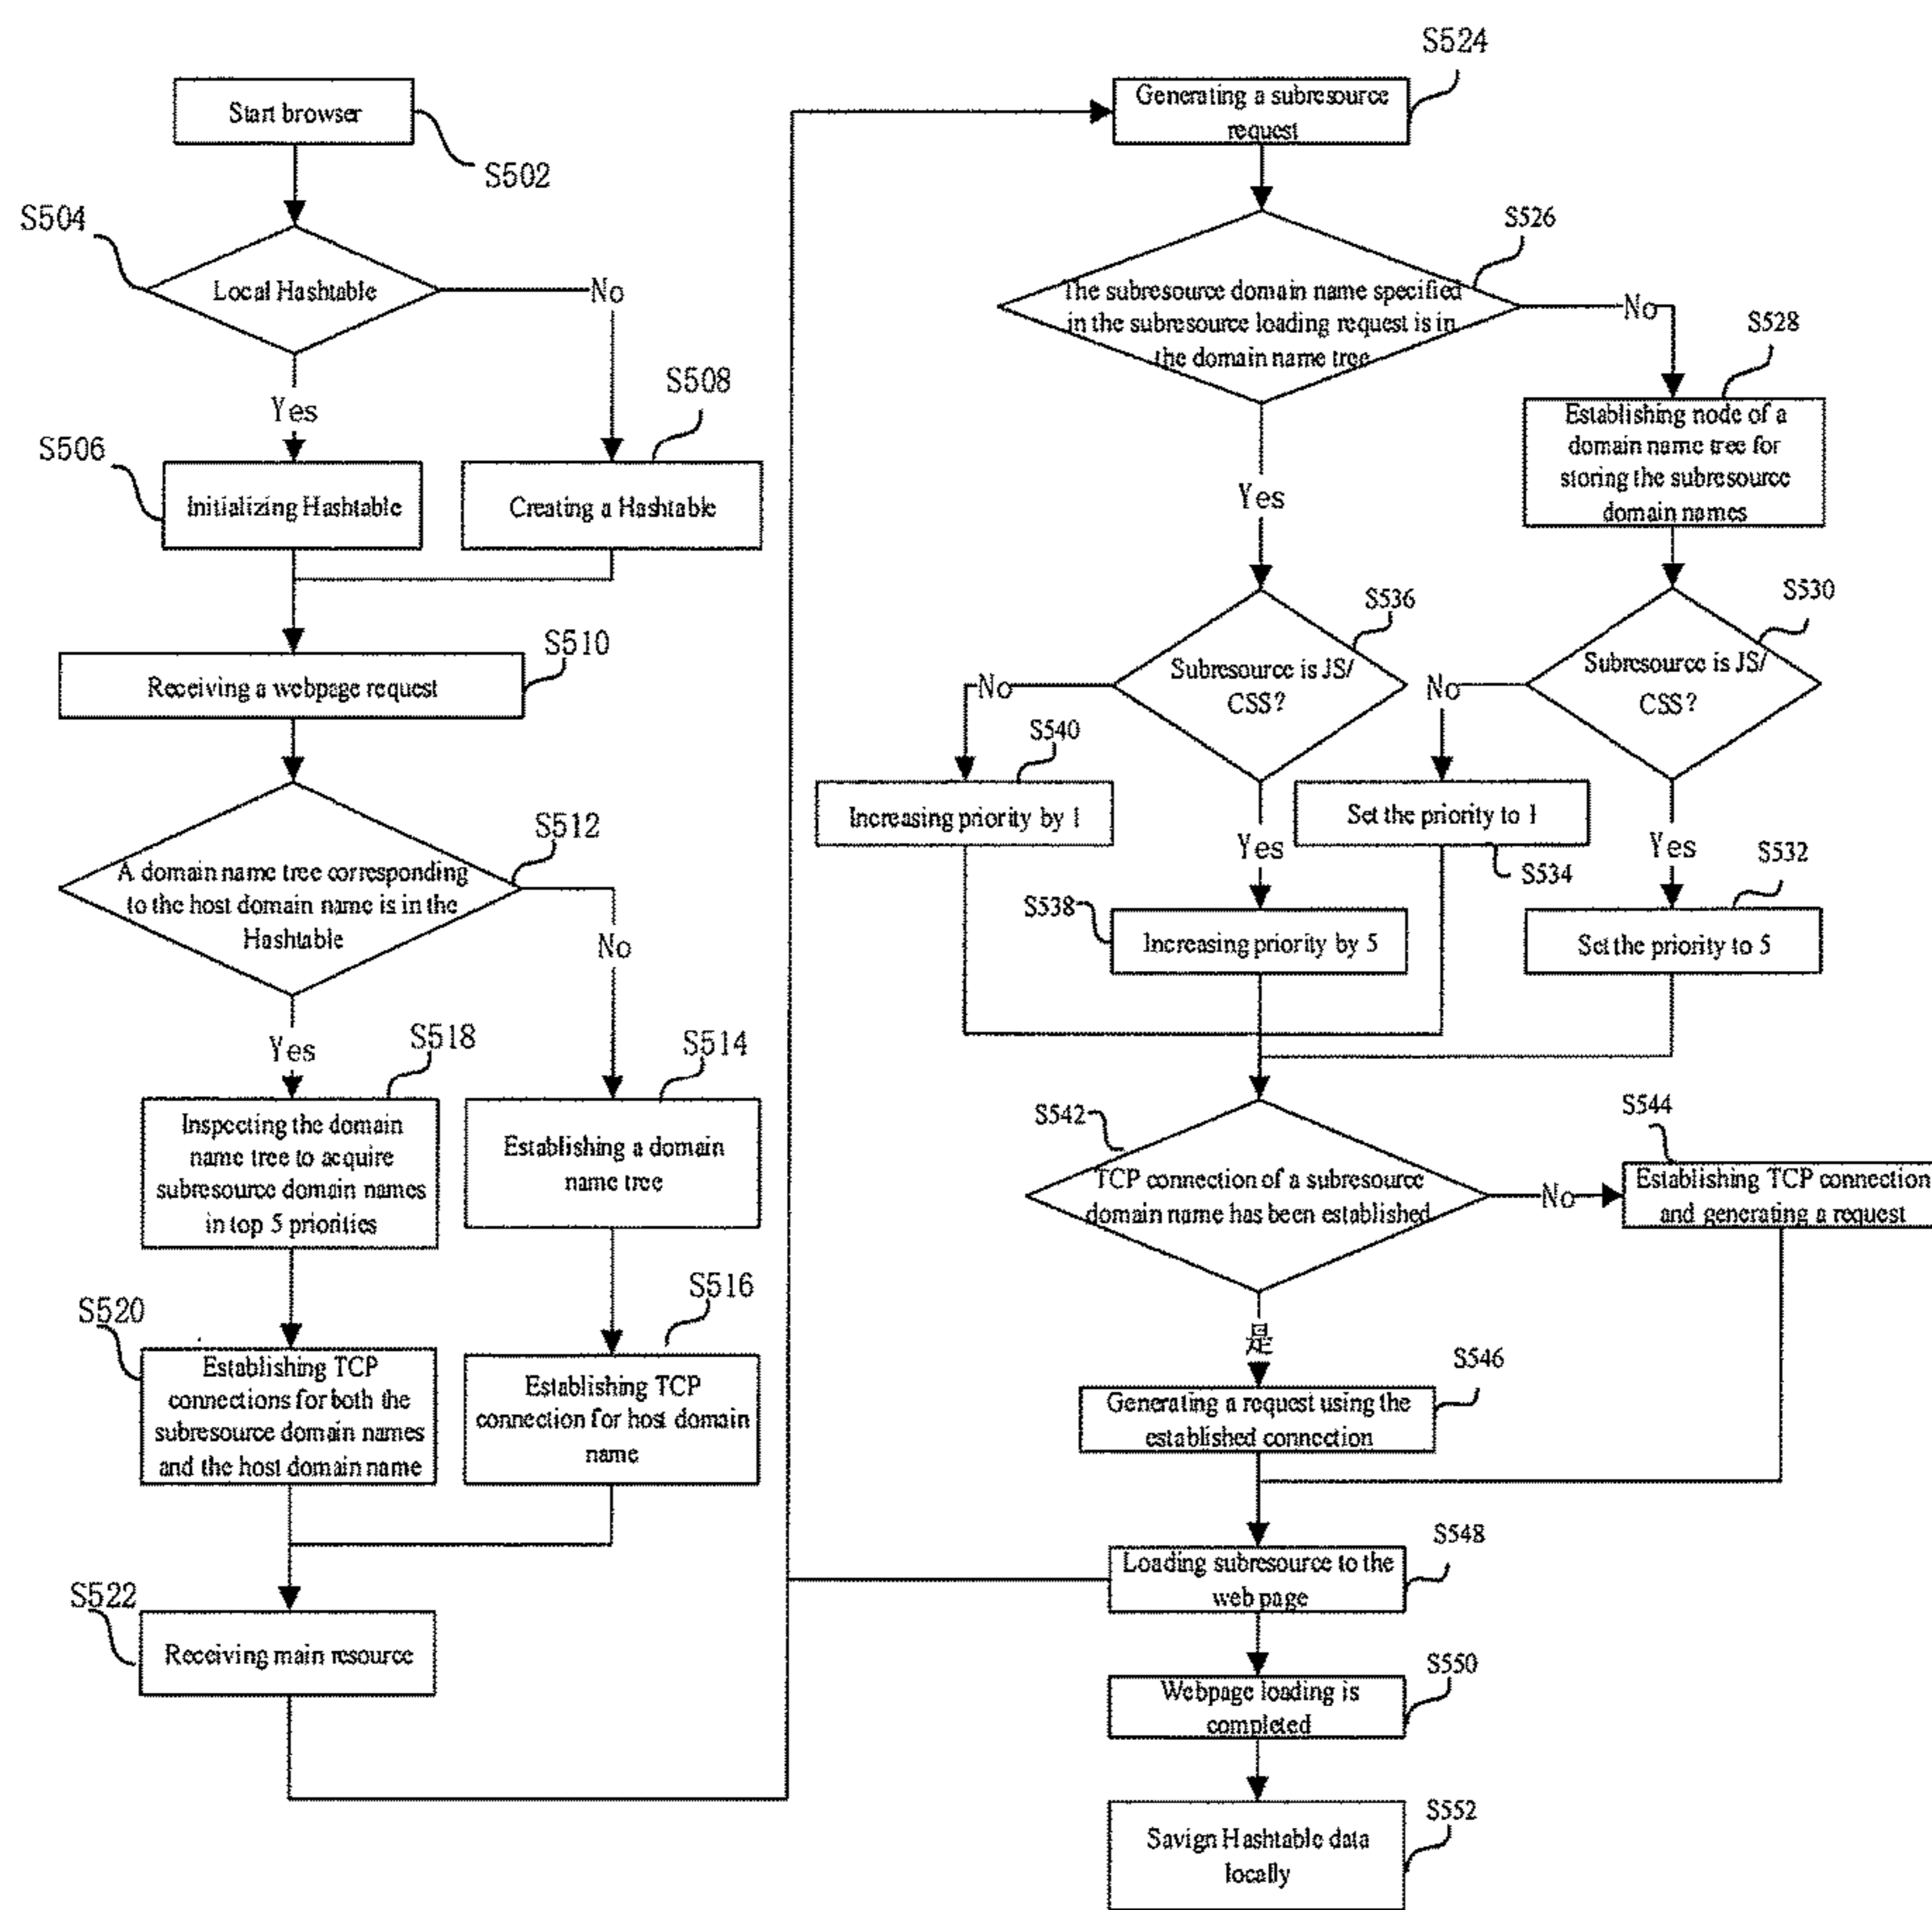 Start browser
S502
S504
Local Hashtable
No
Yes
S508
S506
Initializing Hashtable
Creating a Hashtable
S510
Receiving a webpage request
S512
A domain name tree corresponding
to the host domain name is in the
Hashtable
No
Yes
S518
S514
Inspecting the domain
name tree to acquire
subresource domain names
in top 5 priorities
Establishing a domain
name tree
S520
S516
Establishing TCP
connections for both the
subresource domain names
and the host domain name
Establishing TCP
connection for host domain
name
S522
Receiving main resource
S524
Generating a subresource
request
S526
The subresource domain name specified
in the subresource loading request is in
the domain name tree
No
S528
Yes
Establishing node of a
domain name tree for
storing the subresource
domain names
S536
S530
Subresource is JS/
CSS?
No
Subresource is JS/
CSS?
No
S540
Increasing priority by 1
Set the priority to 1
S534
Yes
Yes
S532
S538
Increasing priority by 5
Set the priority to 5
S542
S544
TCP connection of a subresource
domain name has been established
No
Establishing TCP connection
and generating a request
是
S546
Generating a request using the
established connection
S548
Loading subresource to the
web page
S550
Webpage loading is
completed
S552
Savign Hashtable data
locally